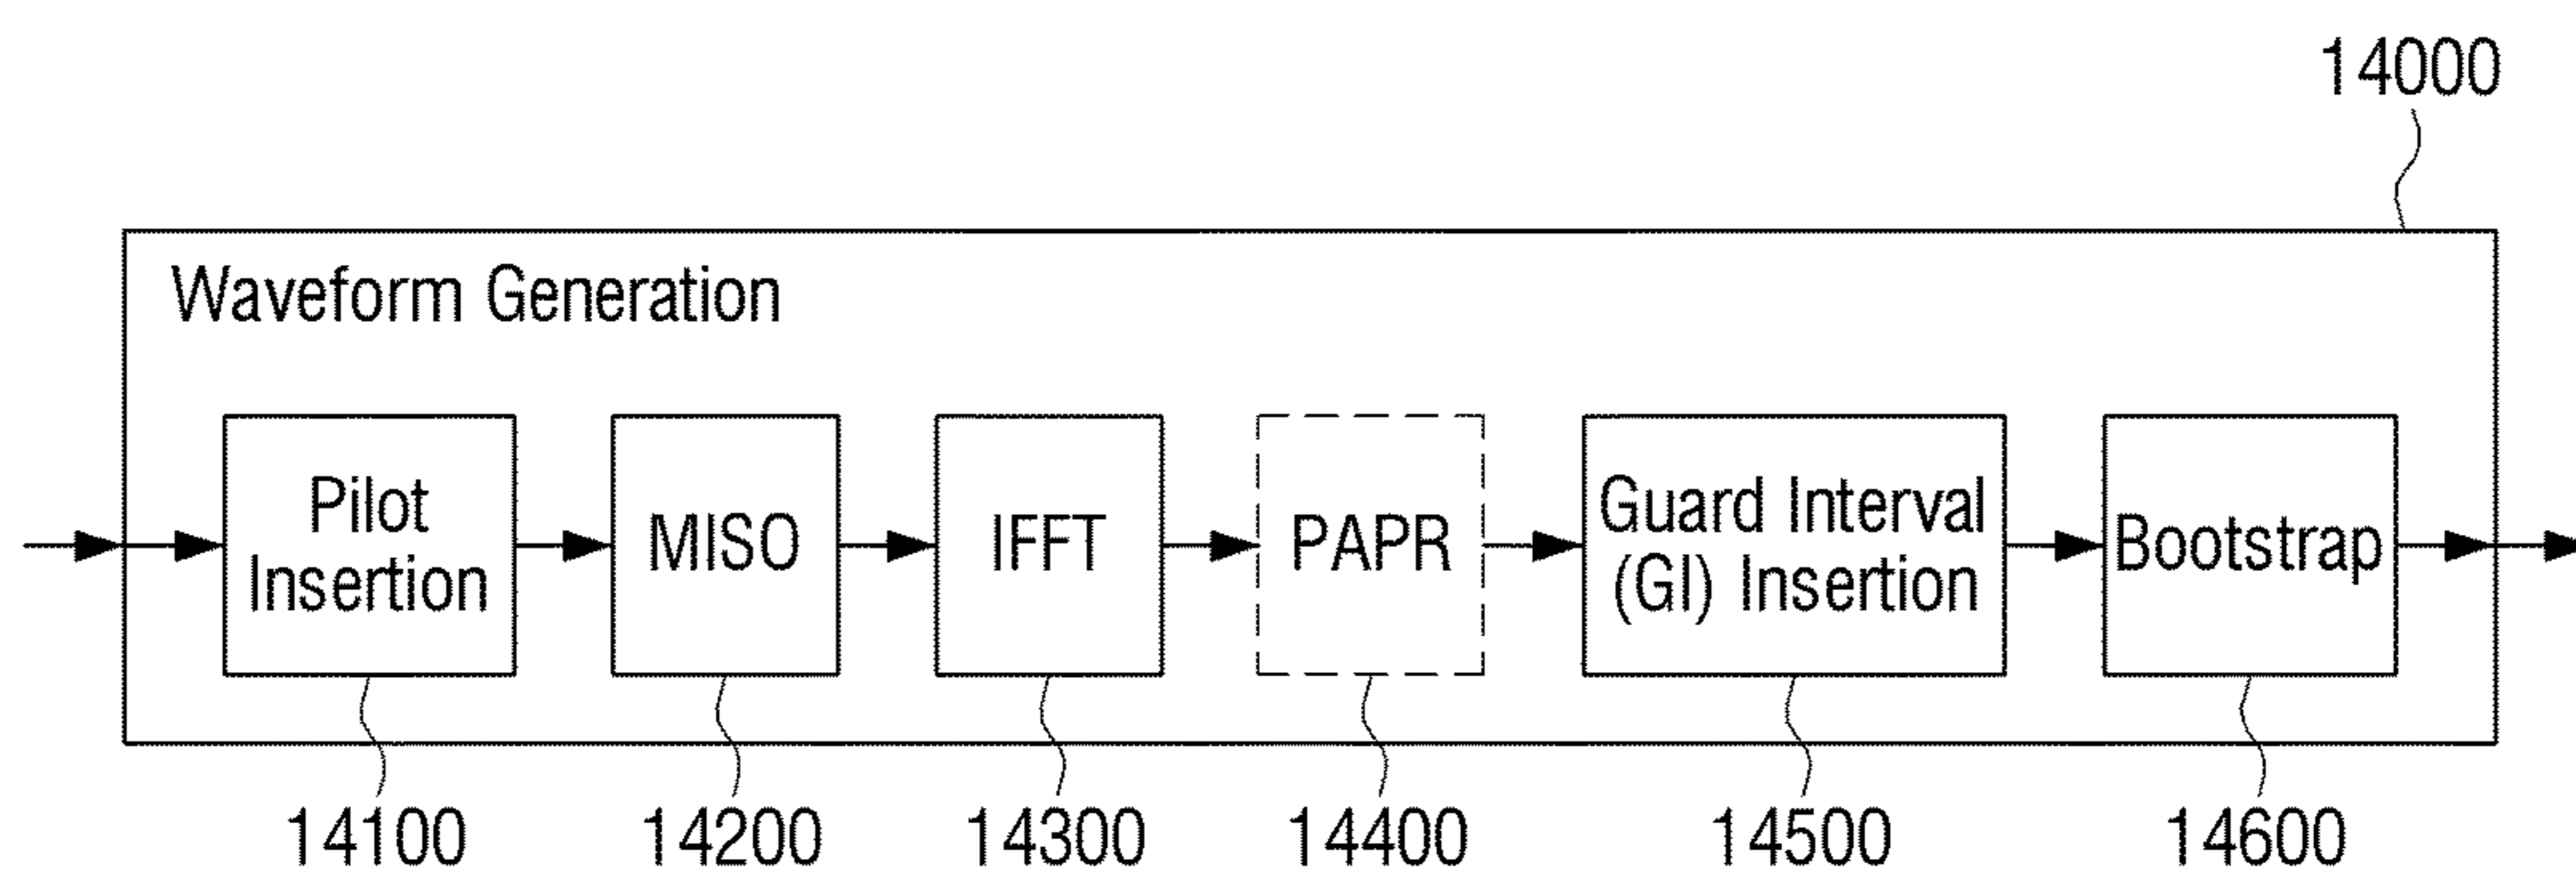 14000
Waveform Generation
Pilot
Insertion
MISO
IFFT
PAPR
Guard Interval
(GI) Insertion
Bootstrap
14100
14200
14300
14400
14500
14600